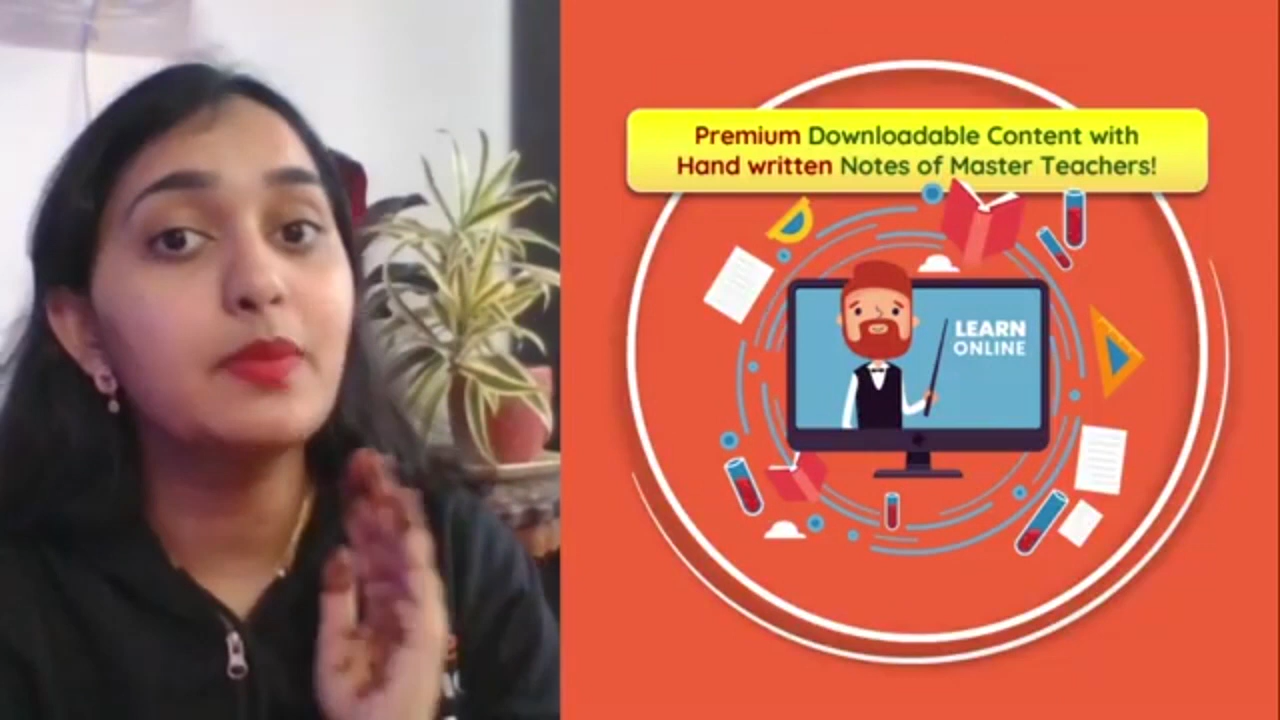 Premium Downloadable Content with
Hand written Notes of Master Teachers!
LEARN
ONLINE